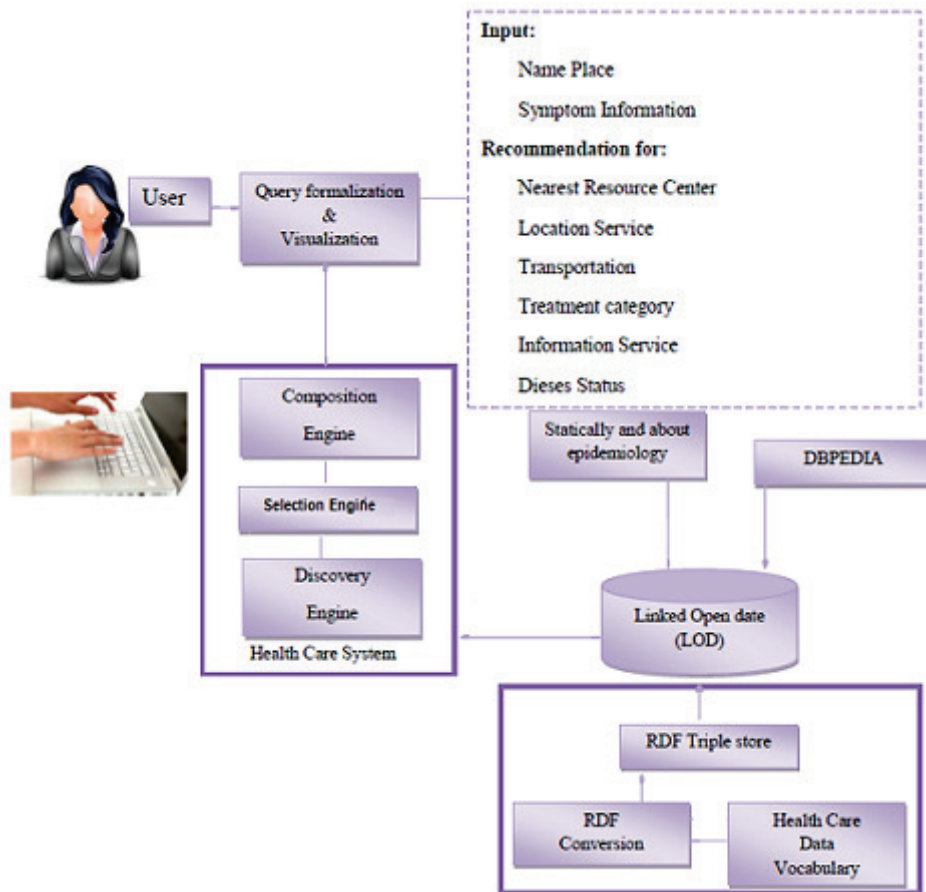 Input:
Name Place
Symptom Information
Recommendation for:
Nearest Resource Center
Location Service
Transportation
Treatment category
Information Service
Dieses Status
User
Query formalization
&
Visualization
Composition
Engine
Selection Engine
Discovery
Engine
Health Care System
Statically and about
epidemiology
DBPEDIA
Linked Open date
(LOD)
RDF Triple store
RDF
Conversion
Health Care
Data
Vocabulary